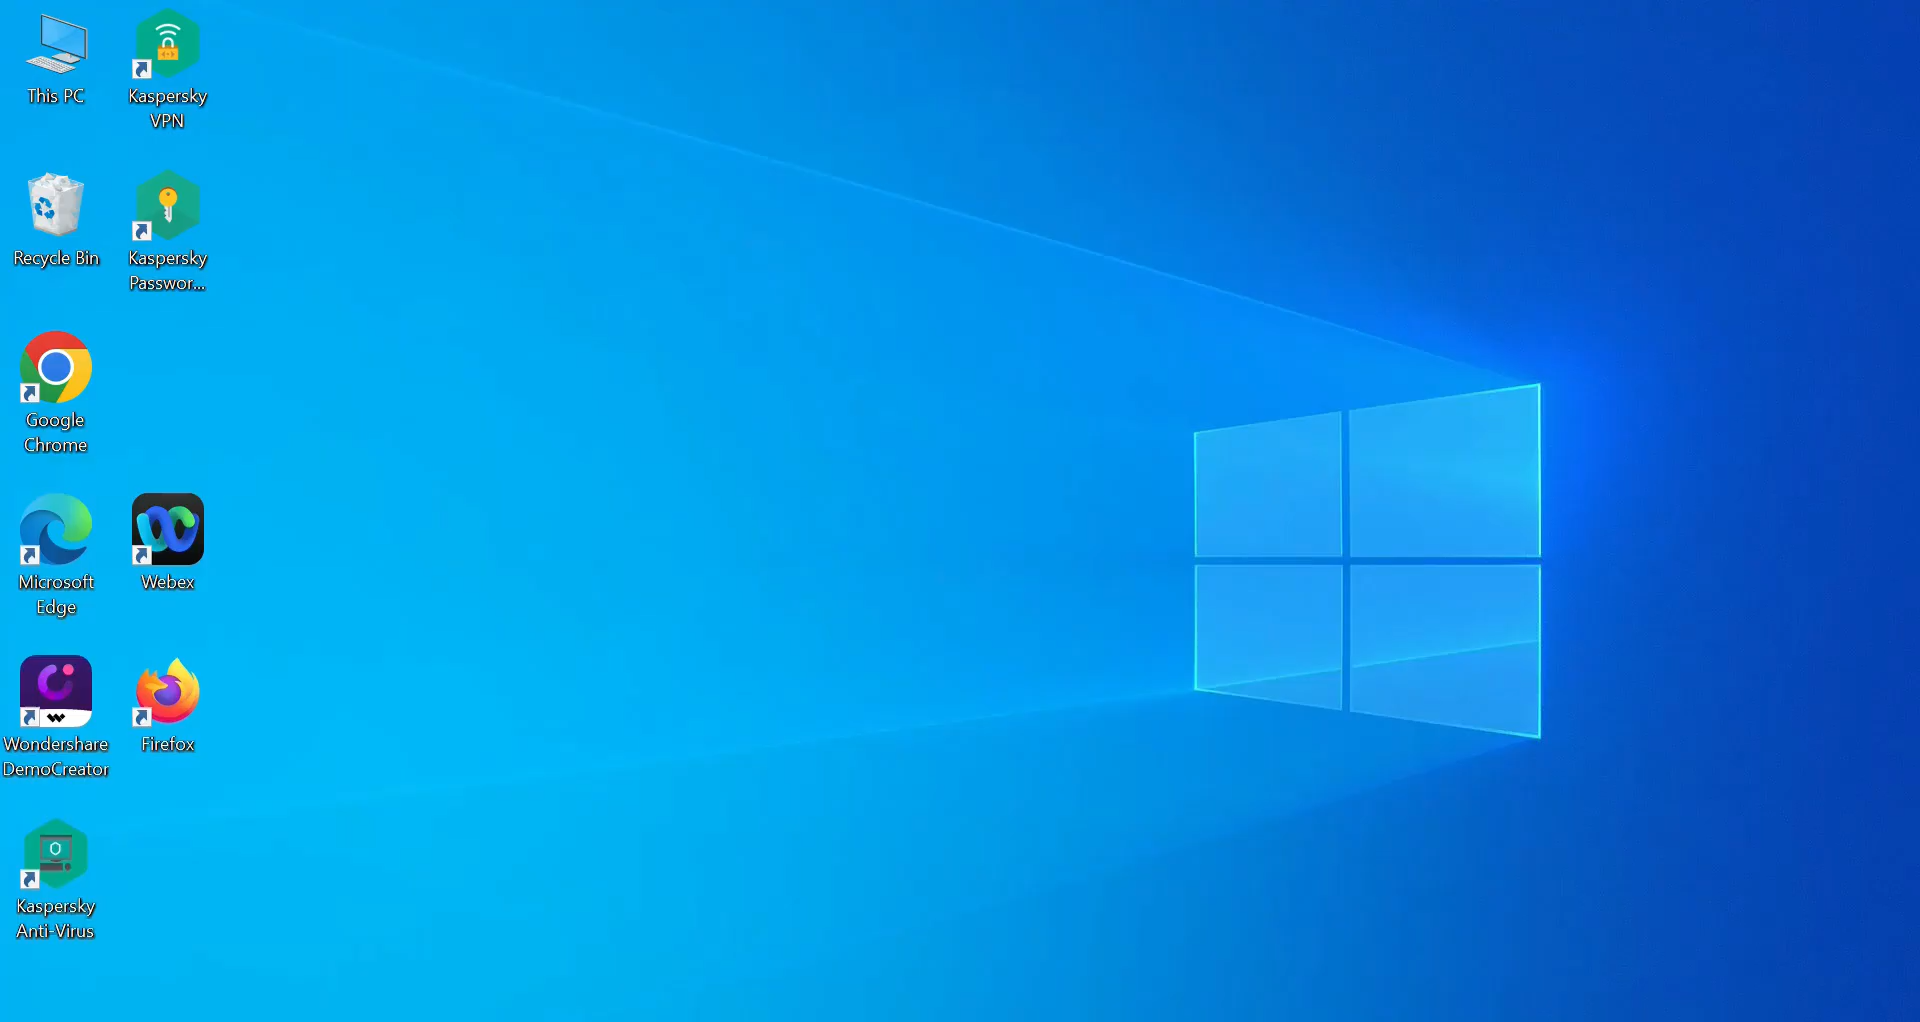 This PC
Kaspersky
VPN
Recycle Bin
Kaspersky
Passwor...
Google
Chrome
Microsoft
Edge
Webex
Wondershare
DemoCreator
Firefox
Kaspersky
Anti-Virus